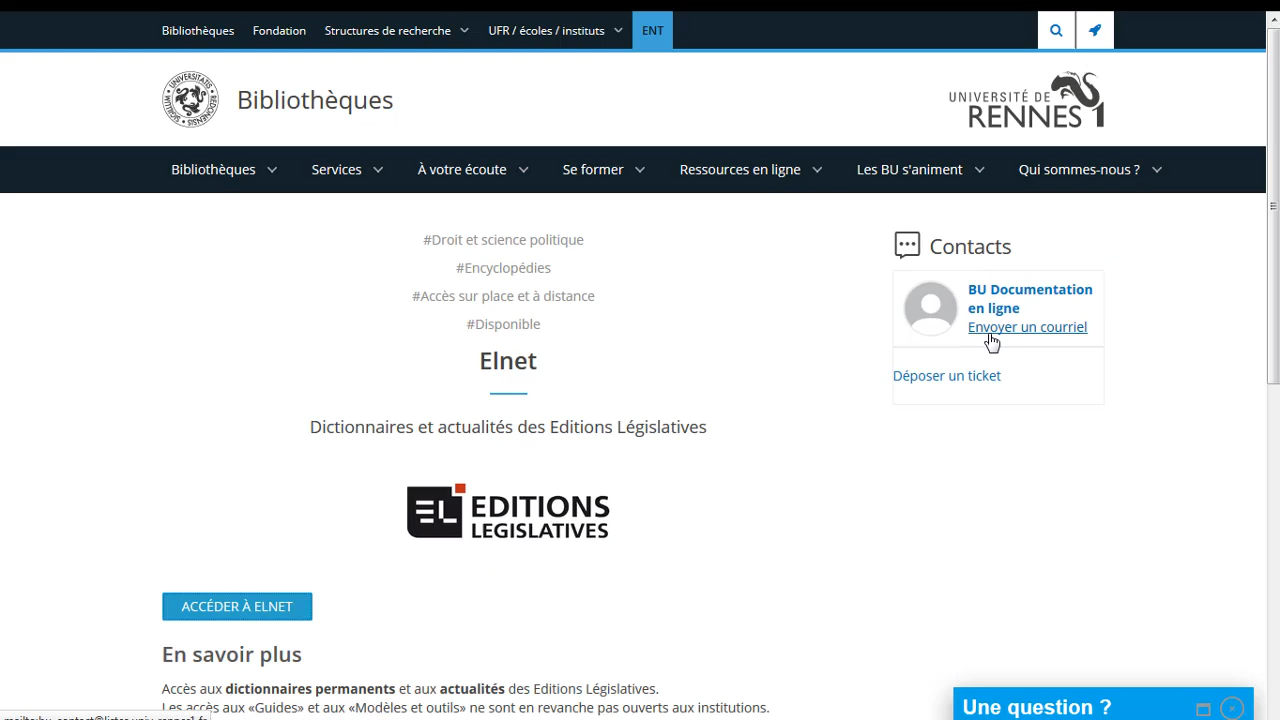 Bibliothèques Fondation Structures de recherche UFR / écoles / instituts ENT
Bibliothèques
UNIVERSITÉ DE
RENNES 1
Bibliothèques Services À votre écoute Se former Ressources en ligne Les BU s'animent Qui sommes-nous ?
#Droit et science politique
#Encyclopédies
#Accès sur place et à distance
#Disponible
Elnet
Dictionnaires et actualités des Editions Législatives
EL EDITIONS
LEGISLATIVES
ACCÉDER À ELNET
En savoir plus
Accès aux dictionnaires permanents et aux actualités des Editions Législatives.
Les accès aux «Guides» et aux «Modèles et outils» ne sont en revanche pas ouverts aux institutions.
Contacts
BU Documentation
en ligne
Envoyer un courriel
Déposer un ticket
Une question ?